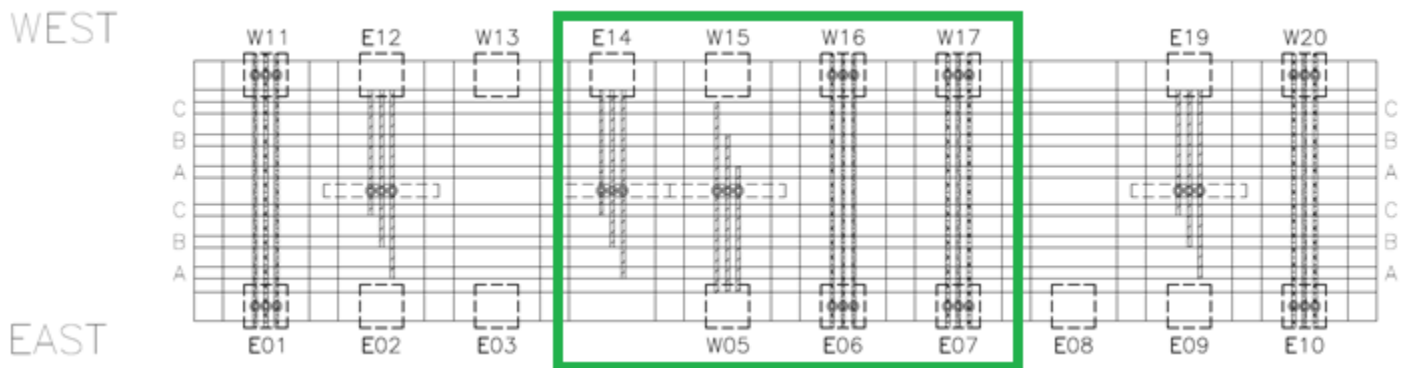 WEST
W11 E12 W13 E14 W15 W16 W17 E19 W20
C C
B B
A A
C C
B B
A A
EAST
E01 E02 E03 W05 E06 E07 E08 E09 E10